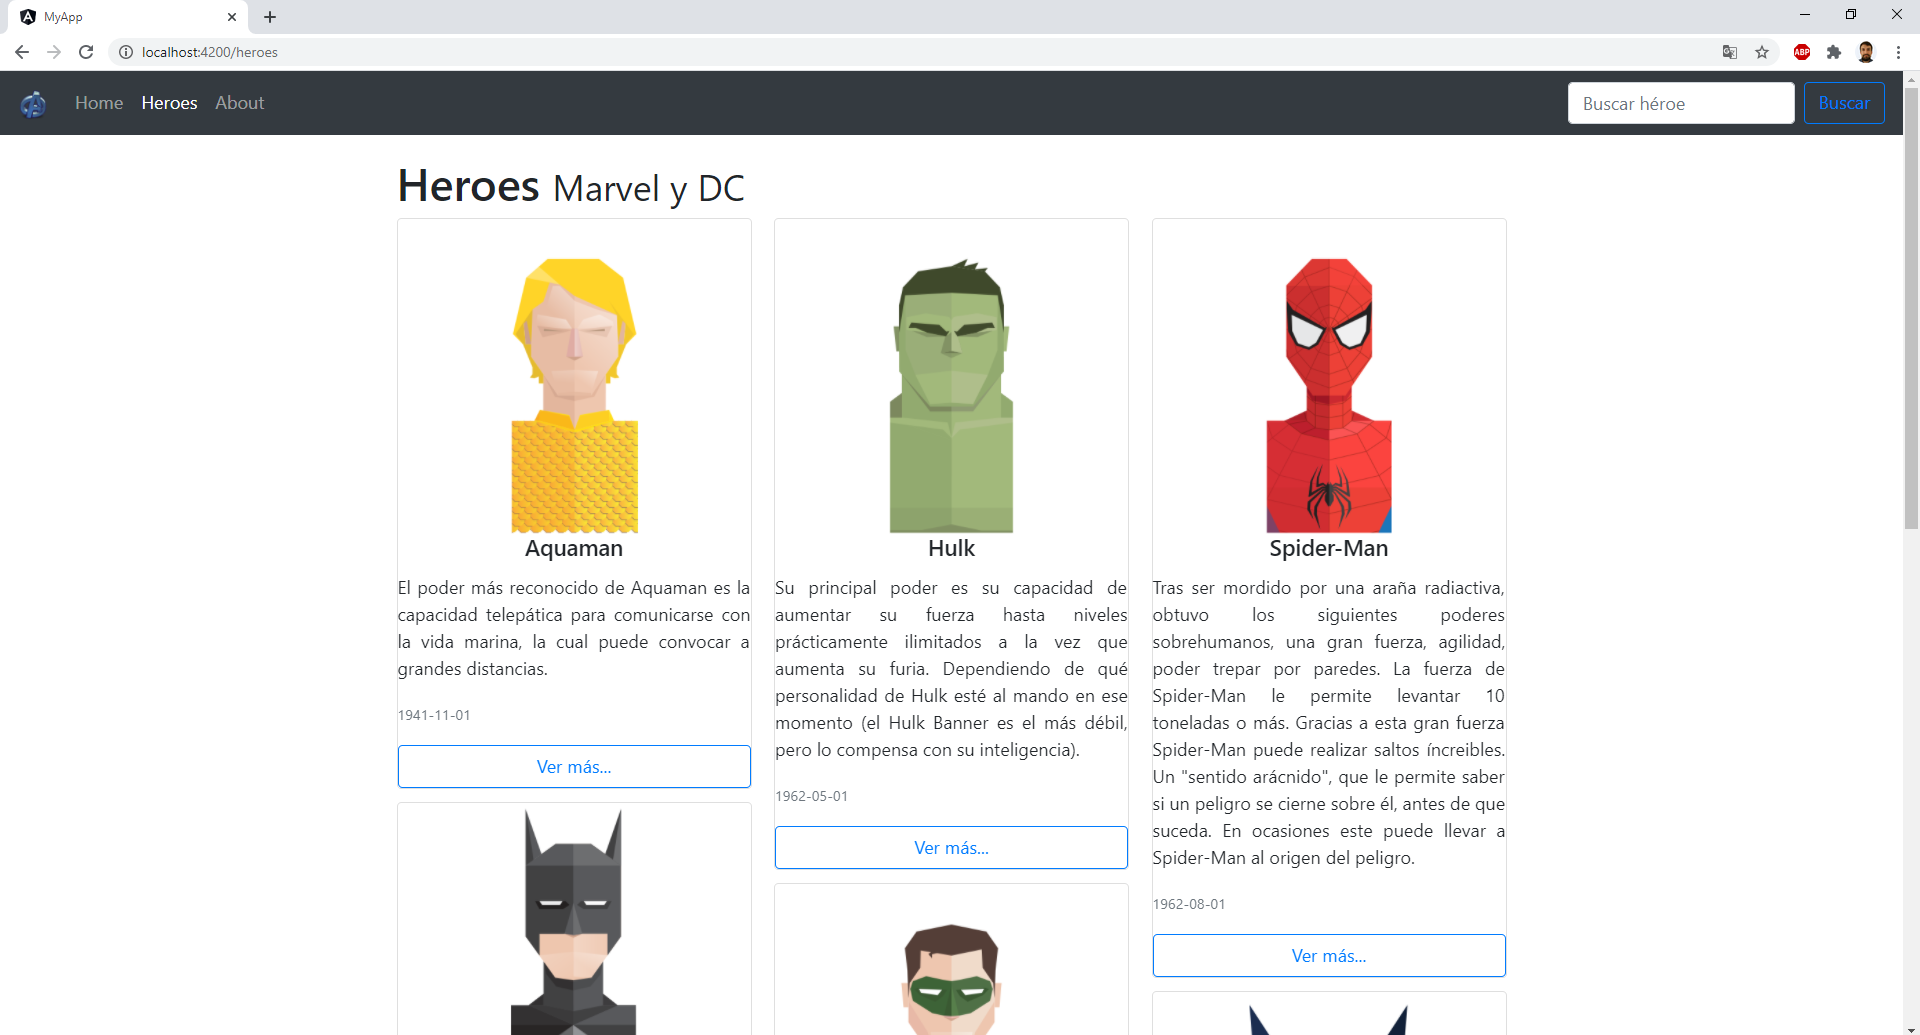 MyApp
localhost:4200/heroes
ABP
Home Heroes About
Buscar héroe
Buscar
Heroes Marvel y DC
Aquaman
El poder más reconocido de Aquaman es la
capacidad telepática para comunicarse con
la vida marina, la cual puede convocar a
grandes distancias.
1941-11-01
Ver más...
Hulk
Su principal poder es su capacidad de
aumentar su fuerza hasta niveles
prácticamente ilimitados a la vez que
aumenta su furia. Dependiendo de qué
personalidad de Hulk esté al mando en ese
momento (el Hulk Banner es el más débil,
pero lo compensa con su inteligencia).
1962-05-01
Ver más...
Spider-Man
Tras ser mordido por una araña radiactiva,
obtuvo los siguientes poderes
sobrehumanos, una gran fuerza, agilidad,
poder trepar por paredes. La fuerza de
Spider-Man le permite levantar 10
toneladas o más. Gracias a esta gran fuerza
Spider-Man puede realizar saltos íncreibles.
Un "sentido arácnido", que le permite saber
si un peligro se cierne sobre él, antes de que
suceda. En ocasiones este puede llevar a
Spider-Man al origen del peligro.
1962-08-01
Ver más...